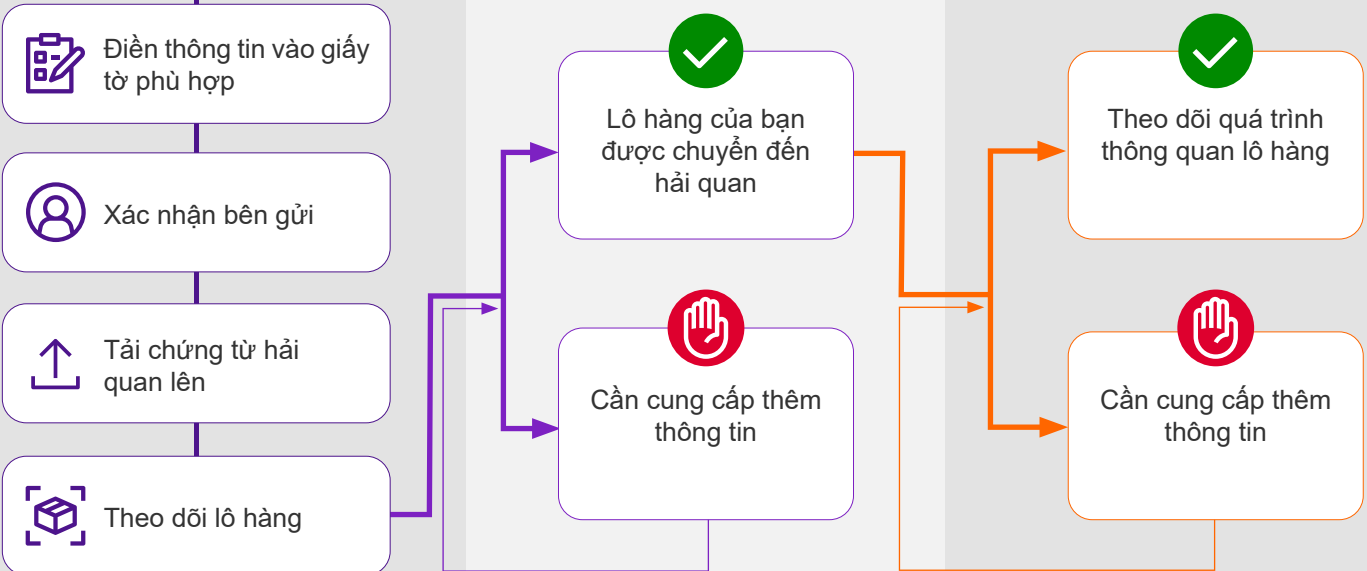 Điền thông tin vào giấy
tờ phù hợp
Xác nhận bên gửi
Tải chứng từ hải
quan lên
Theo dõi lô hàng
Lô hàng của bạn
được chuyển đến
hải quan
Cần cung cấp thêm
thông tin
Theo dõi quá trình
thông quan lô hàng
Cần cung cấp thêm
thông tin